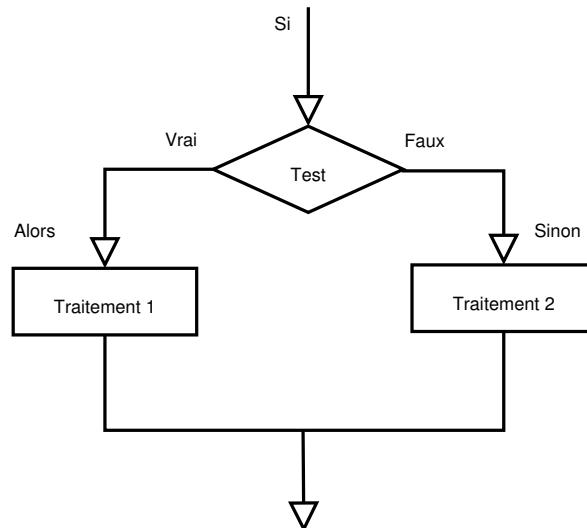 Si
Vrai
Faux
Test
Alors
Sinon
Traitement 1
Traitement 2